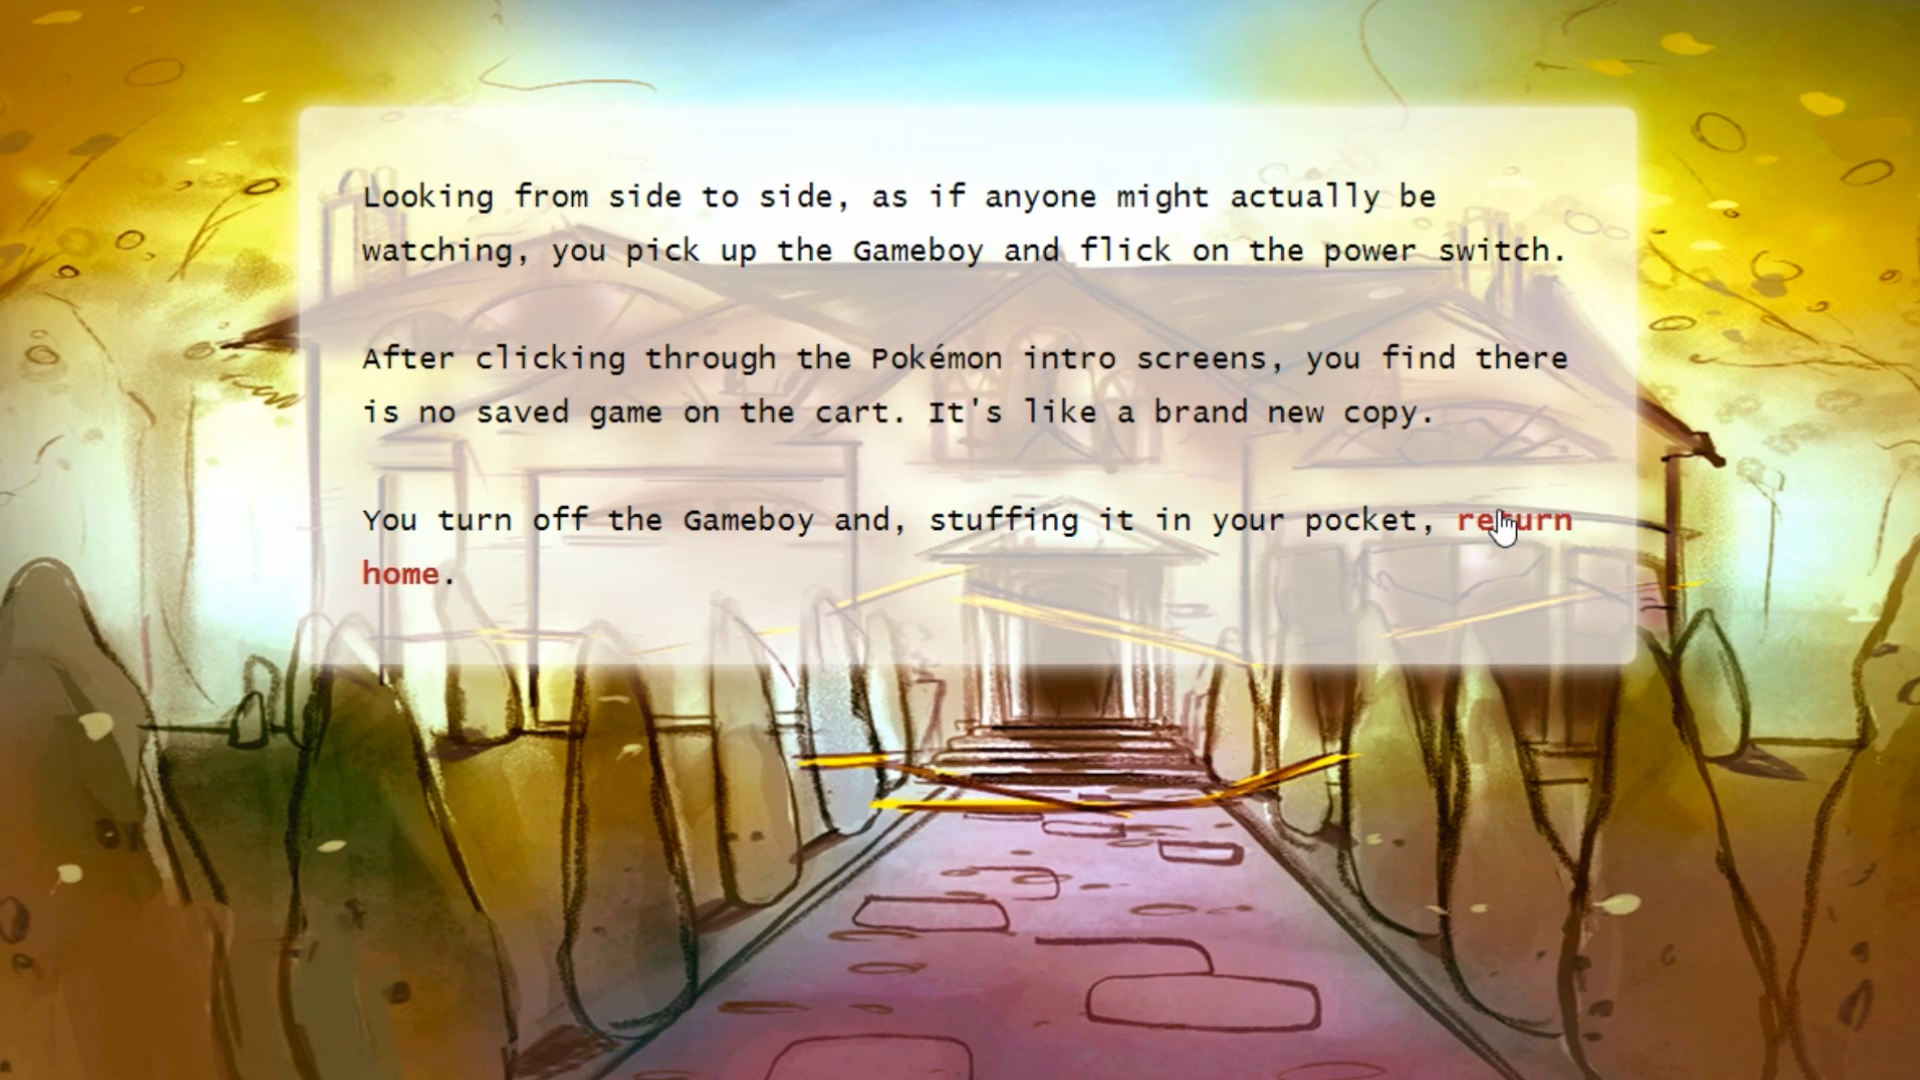 Looking from side to side, as if anyone might actually be
watching, you pick up the Gameboy and flick on the power switch.
After clicking through the Pokémon intro screens, you find there
is no saved game on the cart. It's like a brand new copy.
You turn off the Gameboy and, stuffing it in your pocket, return
home.